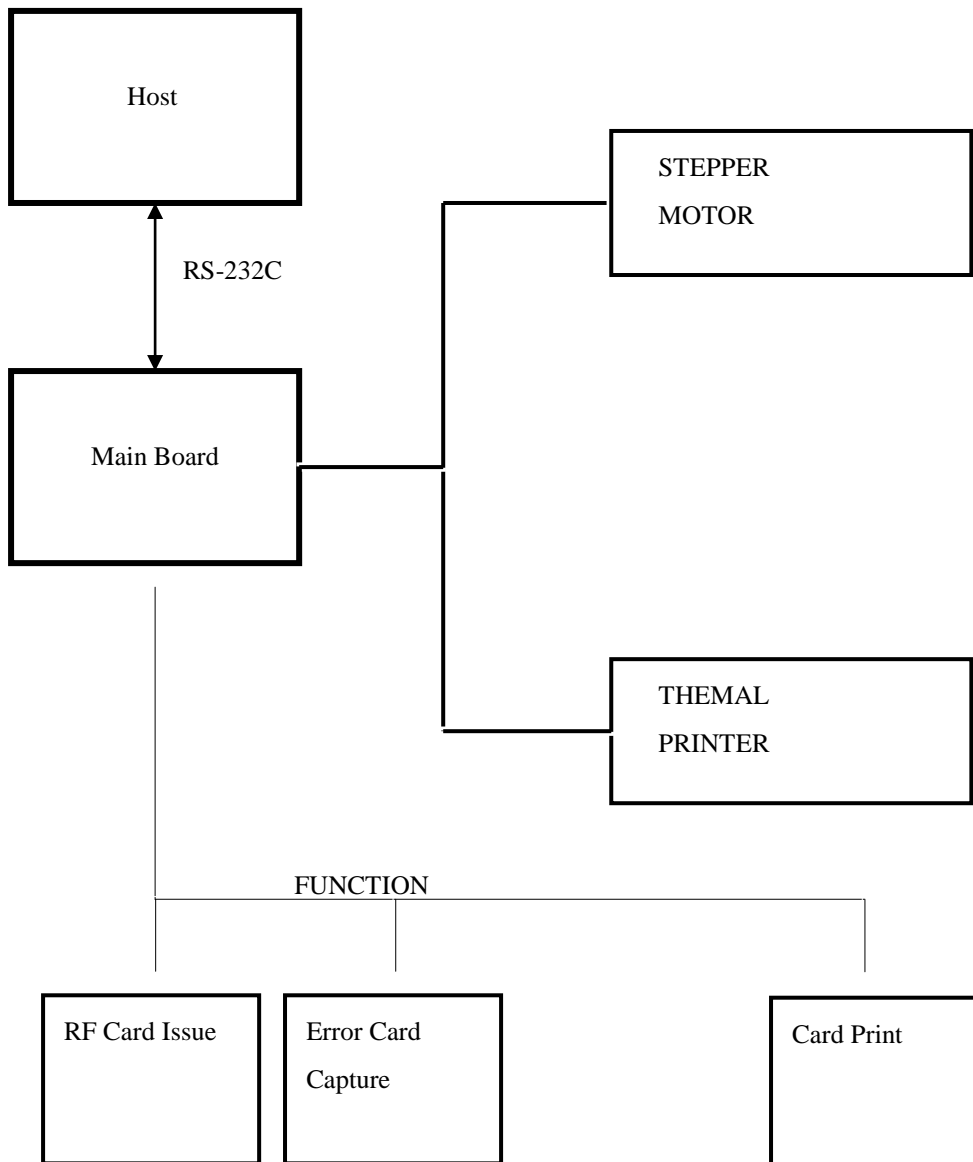 Host
STEPPER
MOTOR
RS-232C
Main Board
THEMAL
PRINTER
FUNCTION
RF Card Issue
Error Card
Capture
Card Print